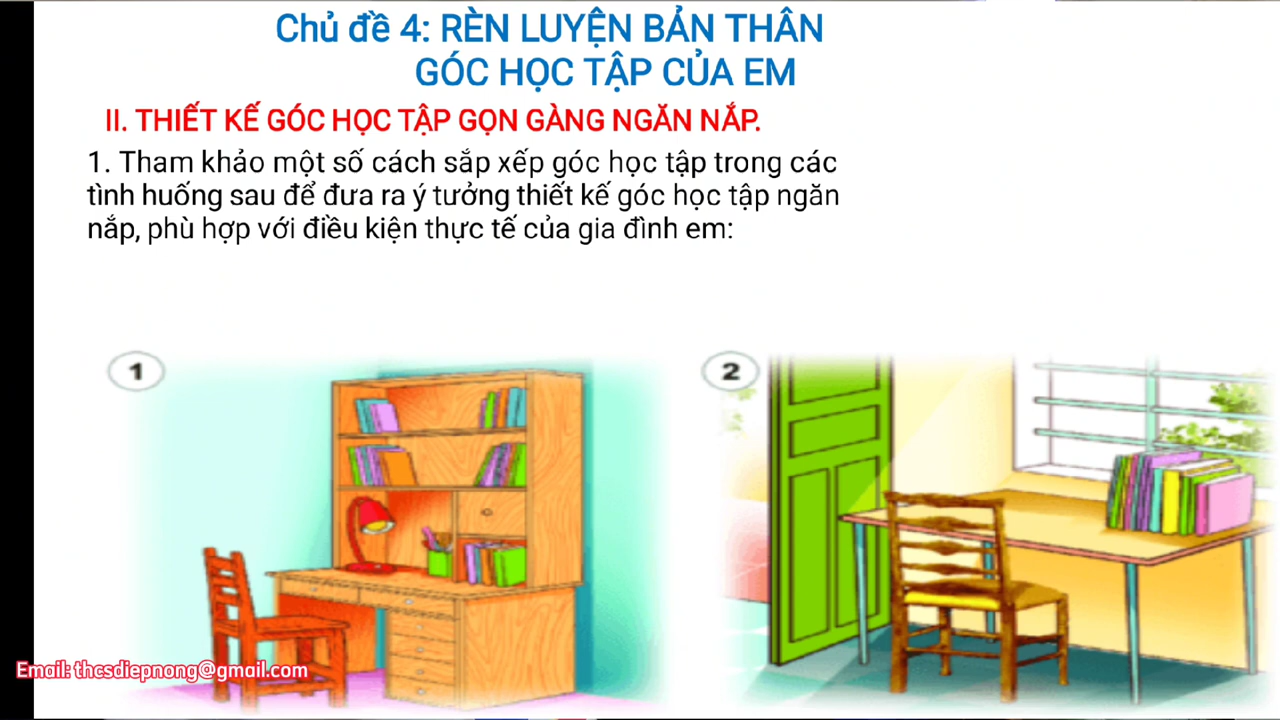 Chủ đề 4: RÈN LUYỆN BẢN THÂN
GÓC HỌC TẬP CỦA EM
II. THIẾT KẾ GÓC HỌC TẬP GỌN GÀNG NGĂN NẮP.
1. Tham khảo một số cách sắp xếp góc học tập trong các
tình huống sau để đưa ra ý tưởng thiết kế góc học tập ngăn
nắp, phù hợp với điều kiện thực tế của gia đình em:
1
2
Email: thcsdiepnong@gmail.com